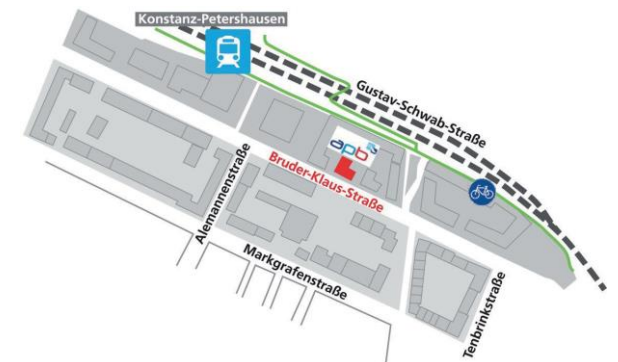 Konstanz-Petershausen
Gustav-Schwab-Straße
apb
Bruder-Klaus-Straße
Alemannenstraße
Markgrafenstraße
Tenbrinkstraße